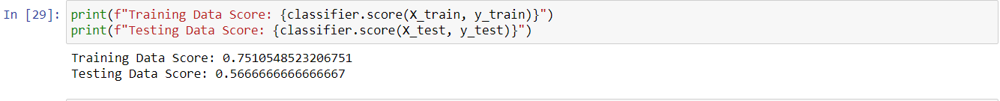 In [29]: print(f"Training Data Score: {classifier.score(X_train, y_train)}")
print(f"Testing Data Score: {classifier.score(X_test, y_test)}")
Training Data Score: 0.7510548523206751
Testing Data Score: 0.5666666666666667